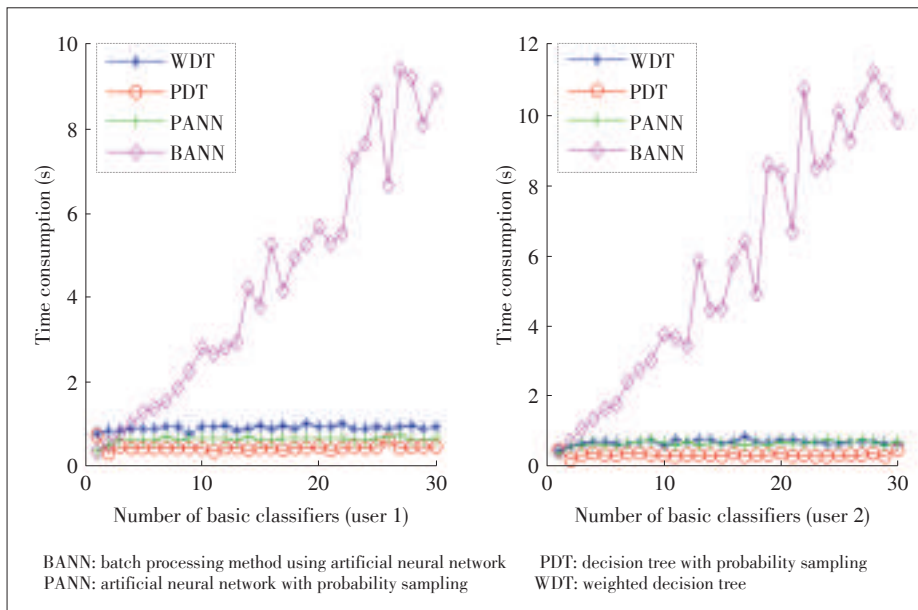 10
8
6
4
2
0
Time consumption (s)
WDT
PDT
PANN
BANN
0 10 20 30
Number of basic classifiers (user 1)
12
10
8
6
4
2
0
Time consumption (s)
WDT
PDT
PANN
BANN
0 10 20 30
Number of basic classifiers (user 2)
BANN: batch processing method using artificial neural network PDT: decision tree with probability sampling
PANN: artificial neural network with probability sampling WDT: weighted decision tree